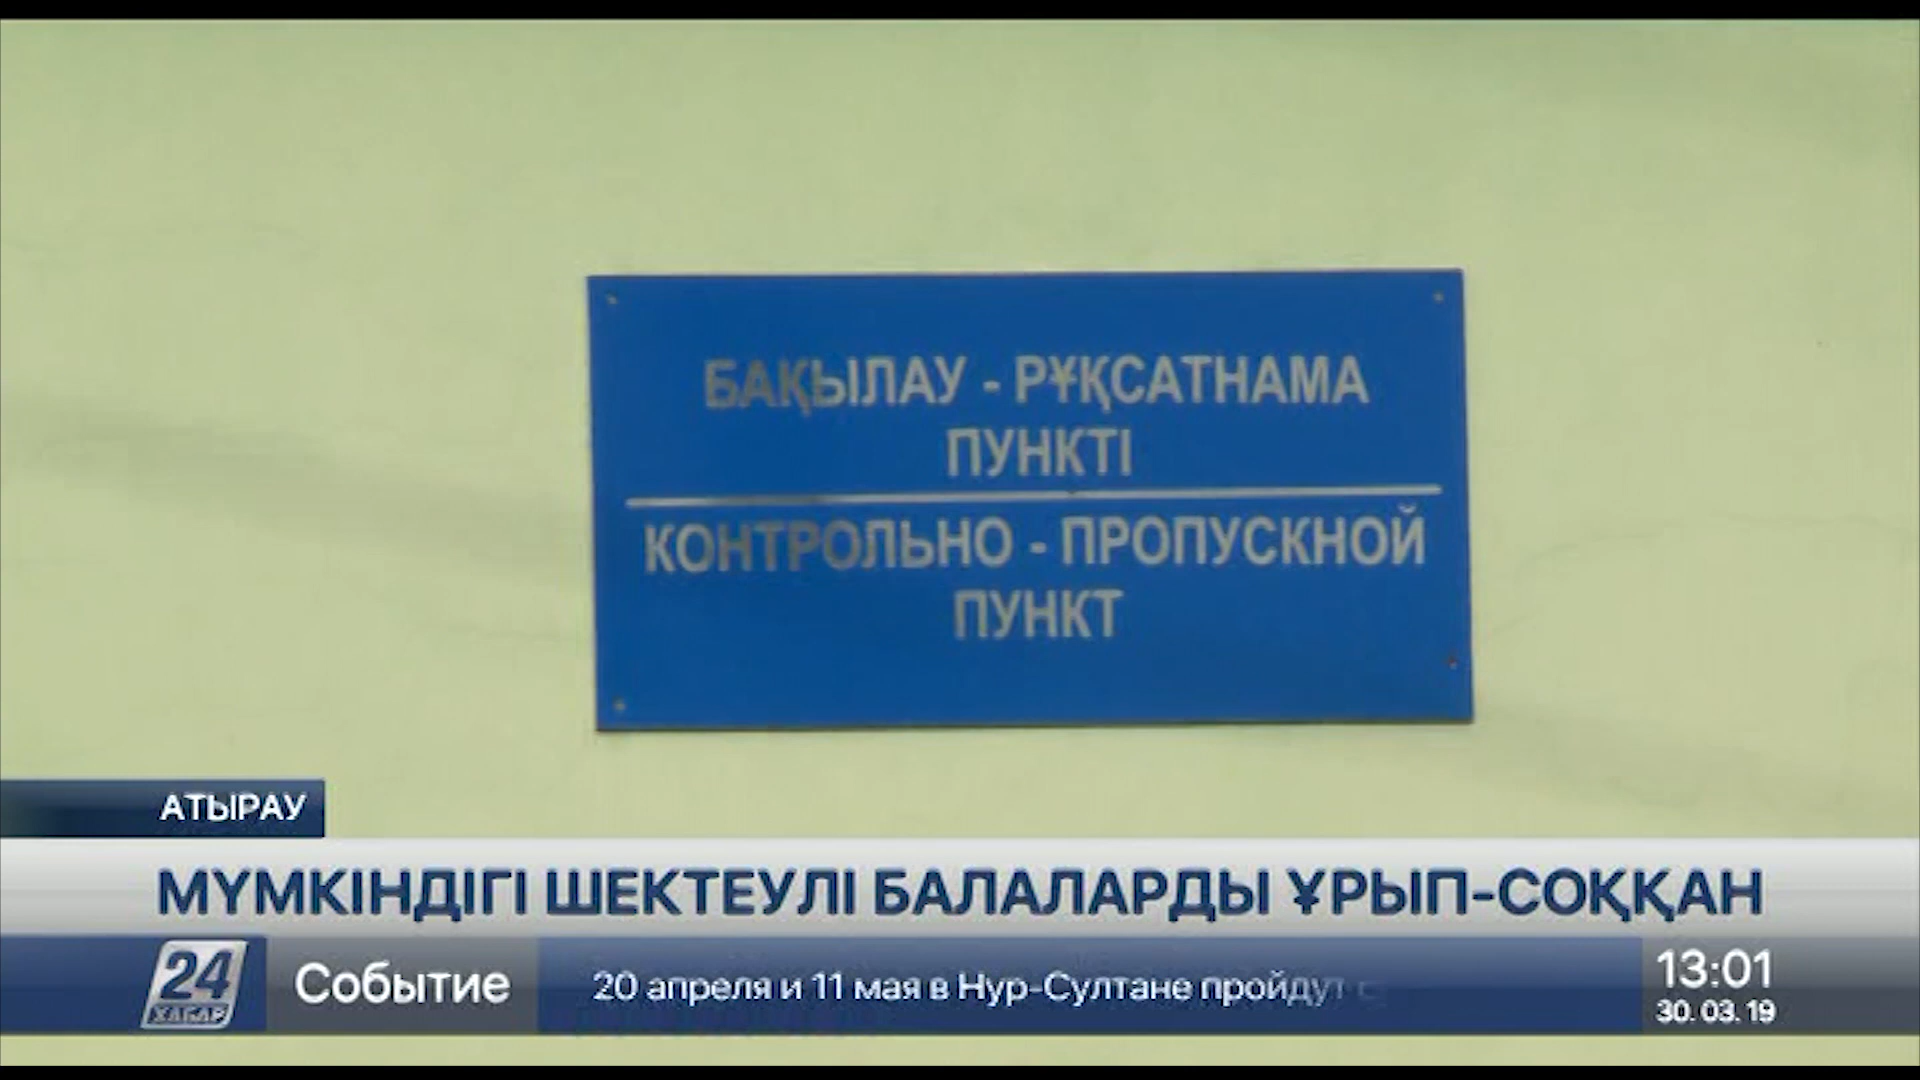 БАҚЫЛАУ - РҰҚСАТНАМА
ПУНКТІ
КОНТРОЛЬНО - ПРОПУСКНОЙ
ПУНКТ
АТЫРАУ
МҮМКІНДІГІ ШЕКТЕУЛІ БАЛАЛАРДЫ ҰРЫП-СОҚҚАН
24
ХАБАР
Событие
20 апреля и 11 мая в Нур-Султане пройдут
13:01
30. 03. 19